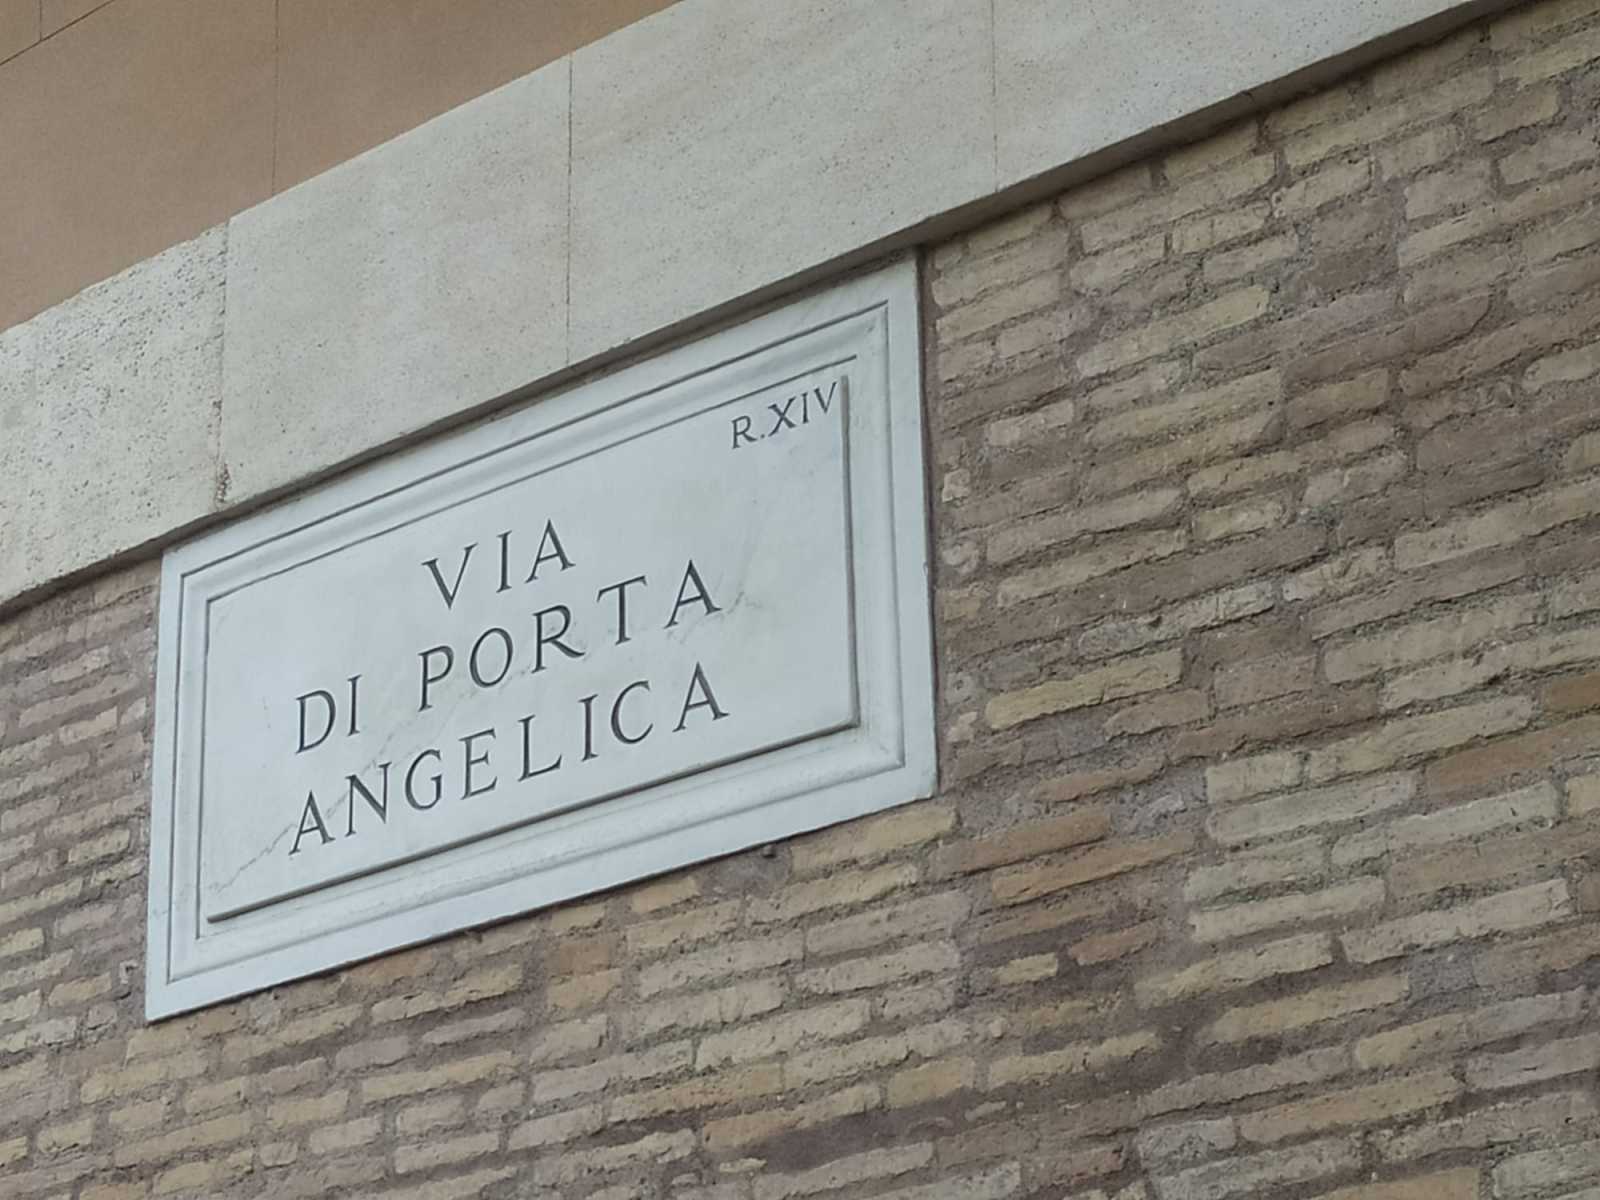 R.XIV
VIA
DI PORTA
ANGELICA